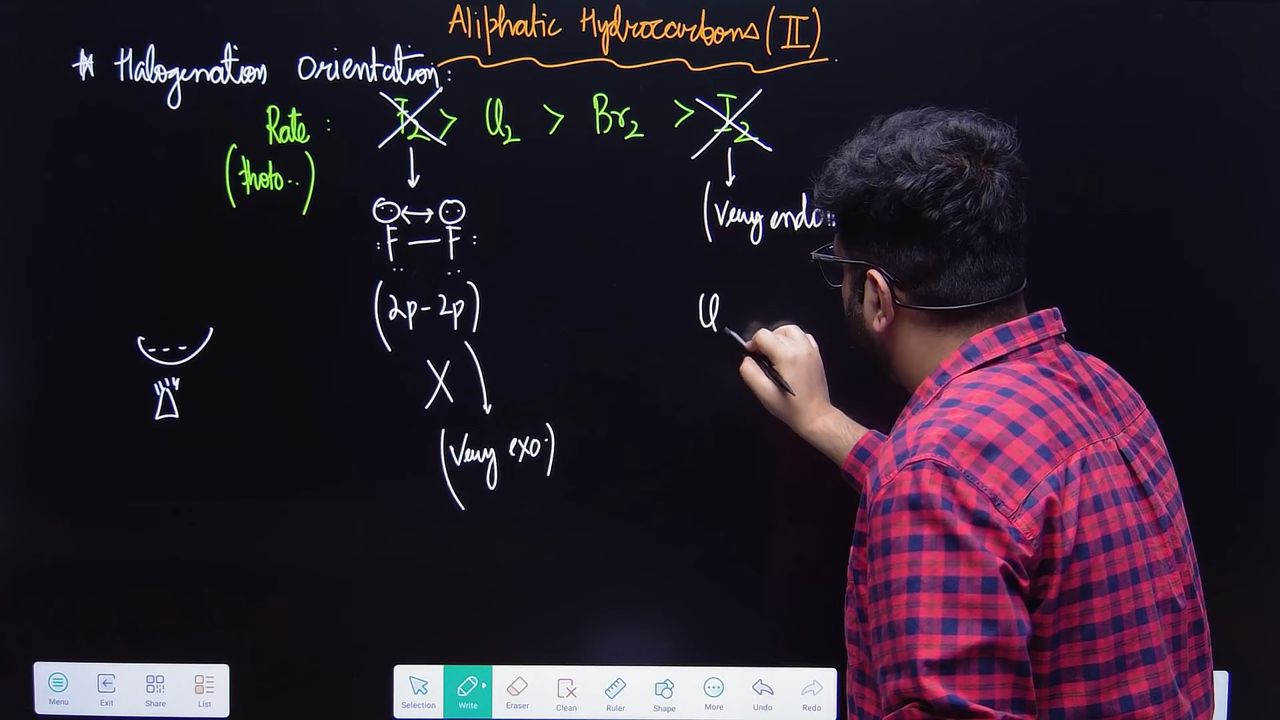 Aliphatic Hydrocarbons (II)
* Halogenation Orientation:
Rate : F2 > Cl2 > Br2 > I2
(Photo..)
(Very endo
:F — F:
(2p-2p)
Cl
X
(Very exo.)
Menu Exit Share List
Selection Write Eraser Clean Ruler Shape More Undo Redo